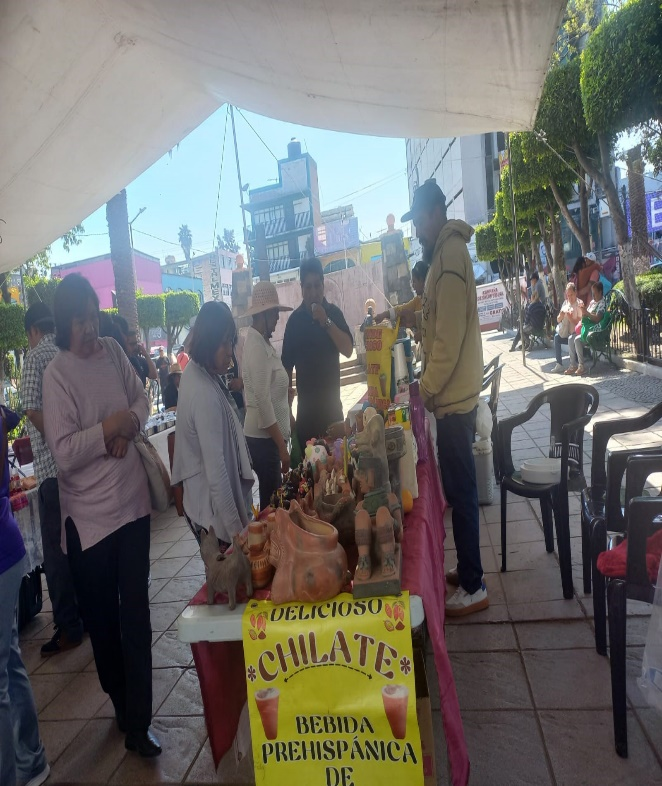 DELICIOSO
*CHILATE*
BEBIDA
PREHISPÁNICA
DE